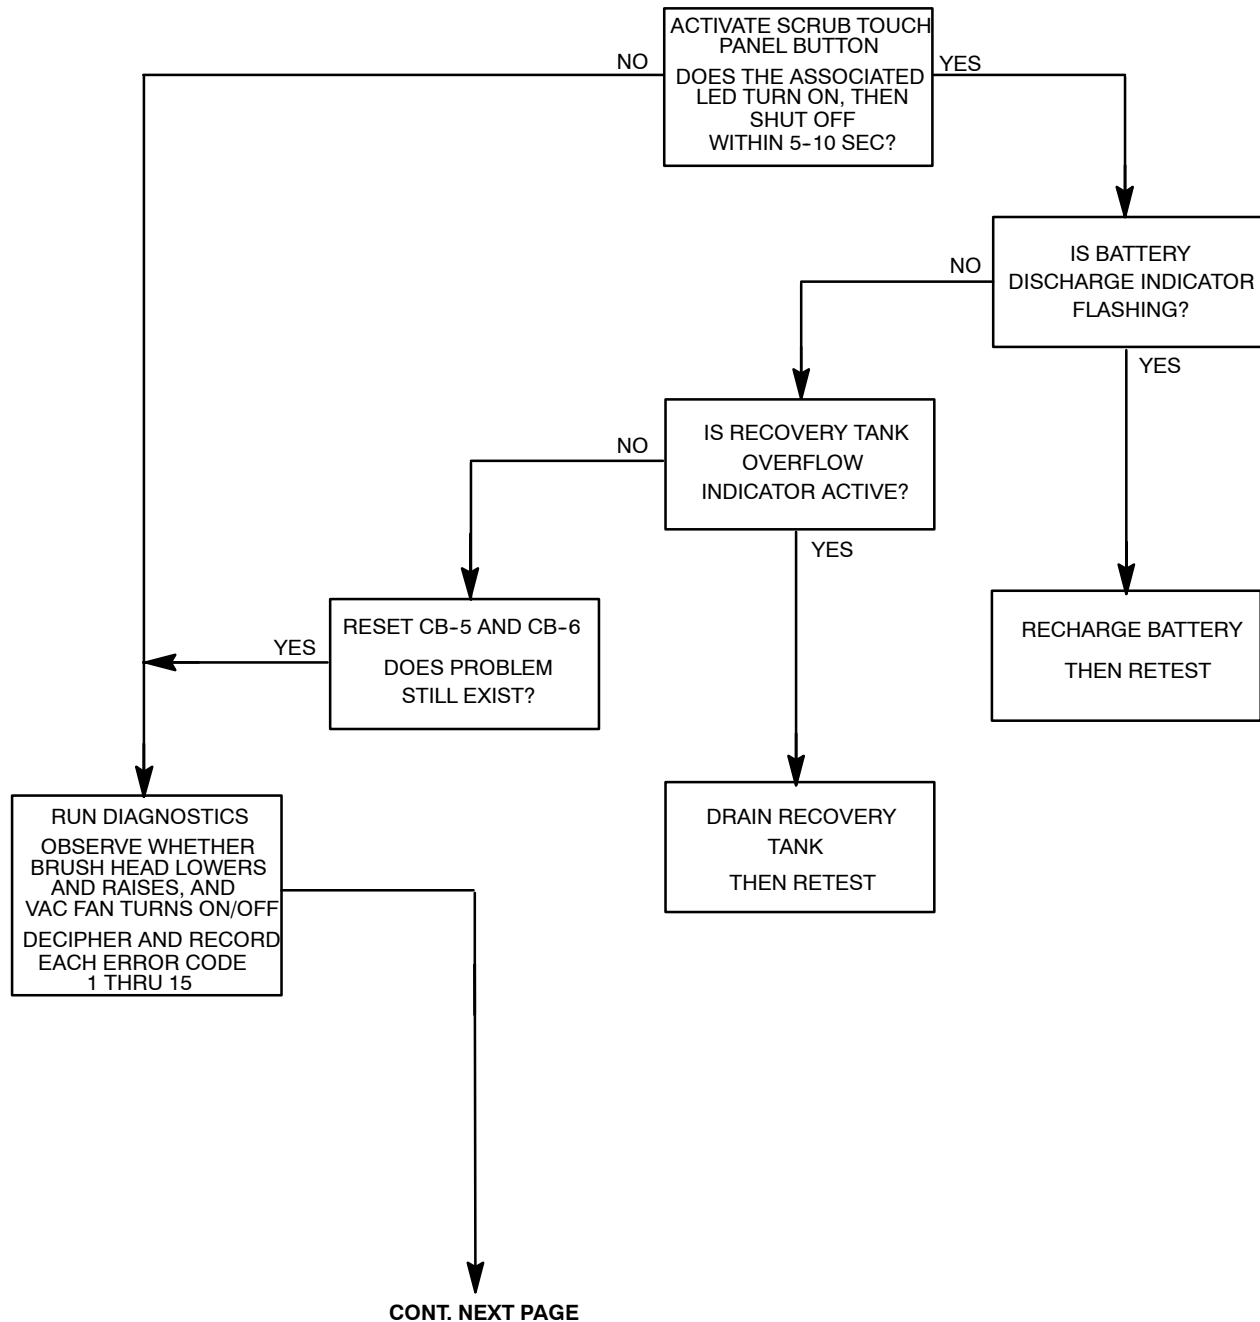 ACTIVATE SCRUB TOUCH
PANEL BUTTON
DOES THE ASSOCIATED
LED TURN ON, THEN
SHUT OFF
WITHIN 5-10 SEC?
NO
YES
IS BATTERY
DISCHARGE INDICATOR
FLASHING?
NO
YES
IS RECOVERY TANK
OVERFLOW
INDICATOR ACTIVE?
NO
YES
RESET CB-5 AND CB-6
DOES PROBLEM
STILL EXIST?
YES
RECHARGE BATTERY
THEN RETEST
DRAIN RECOVERY
TANK
THEN RETEST
RUN DIAGNOSTICS
OBSERVE WHETHER
BRUSH HEAD LOWERS
AND RAISES, AND
VAC FAN TURNS ON/OFF
DECIPHER AND RECORD
EACH ERROR CODE
1 THRU 15
CONT. NEXT PAGE